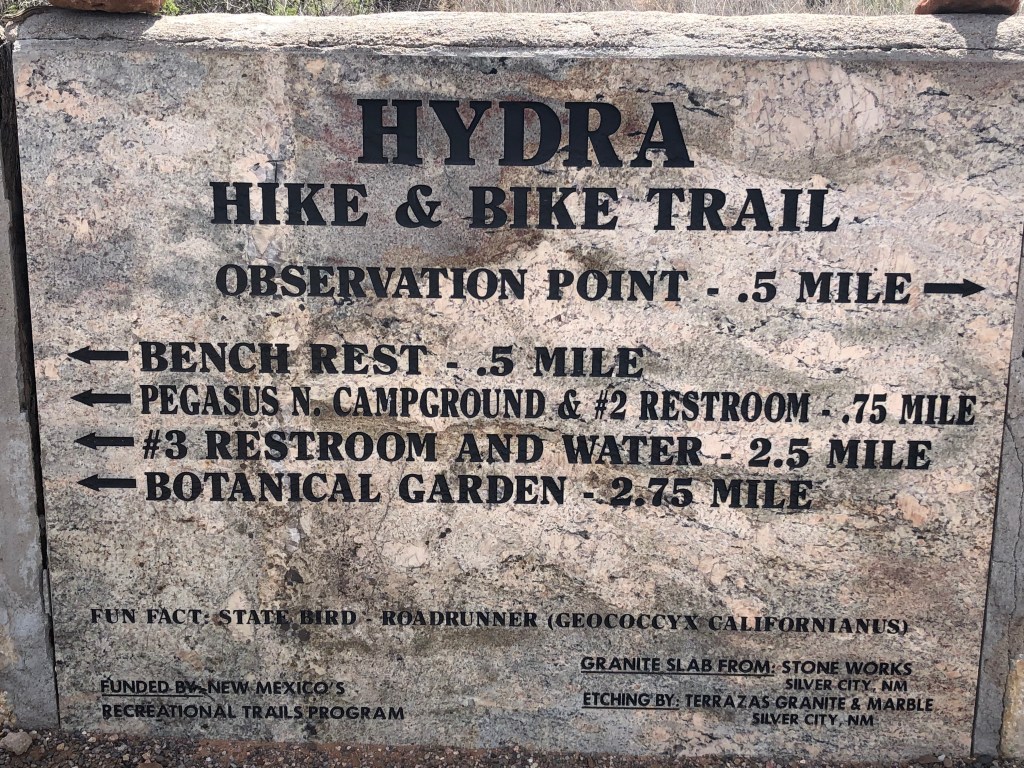 HYDRA
HIKE & BIKE TRAIL
OBSERVATION POINT - .5 MILE →
← BENCH REST - .5 MILE
← PEGASUS N. CAMPGROUND & #2 RESTROOM - .75 MILE
← #3 RESTROOM AND WATER - 2.5 MILE
← BOTANICAL GARDEN - 2.75 MILE
FUN FACT: STATE BIRD - ROADRUNNER (GEOCOCCYX CALIFORNIANUS)
FUNDED BY: NEW MEXICO'S
RECREATIONAL TRAILS PROGRAM
GRANITE SLAB FROM: STONE WORKS
SILVER CITY, NM
ETCHING BY: TERRAZAS GRANITE & MARBLE
SILVER CITY, NM